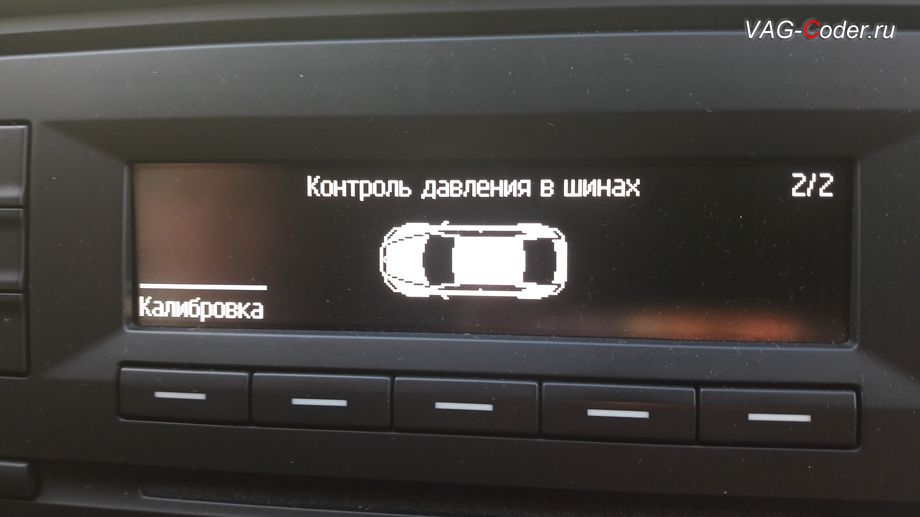 VAG-Coder.ru
Контроль давления в шинах 2/2
Калибровка